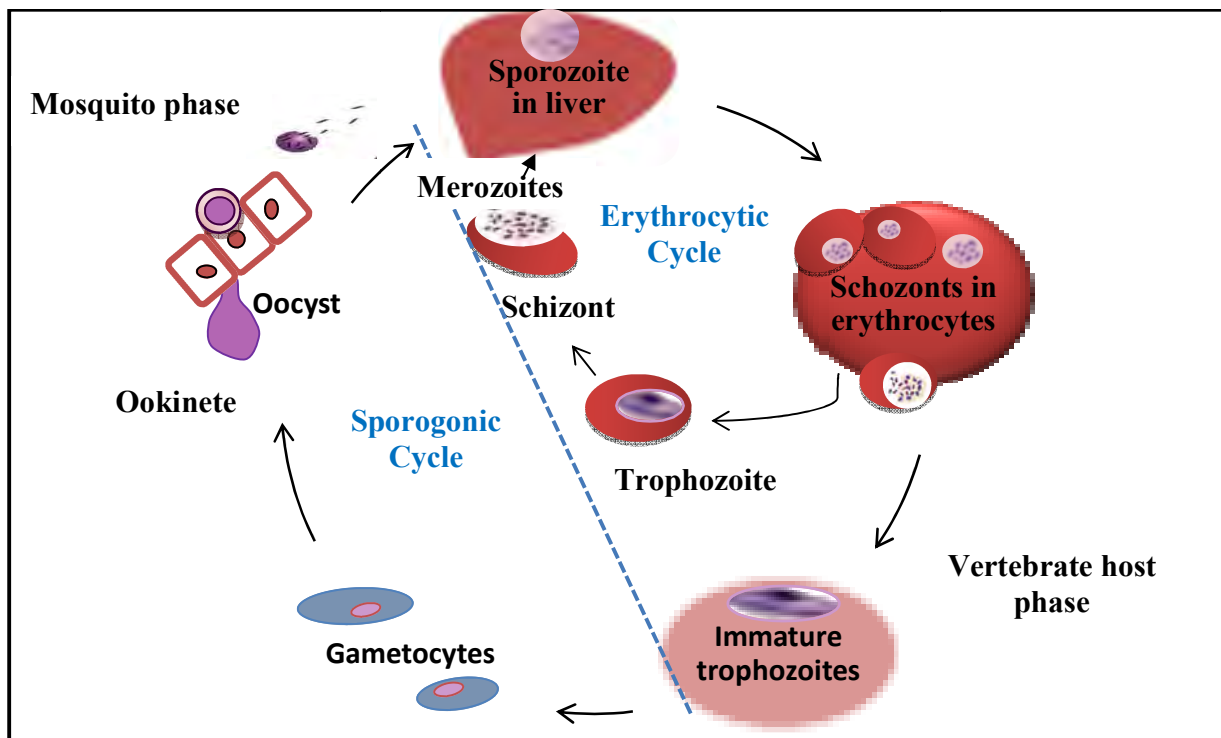 Sporozoite
in liver
Mosquito phase
Merozoites
Erythrocytic
Cycle
Schozonts in
erythrocytes
Schizont
Oocyst
Ookinete
Sporogonic
Cycle
Trophozoite
Vertebrate host
phase
Immature
trophozoites
Gametocytes